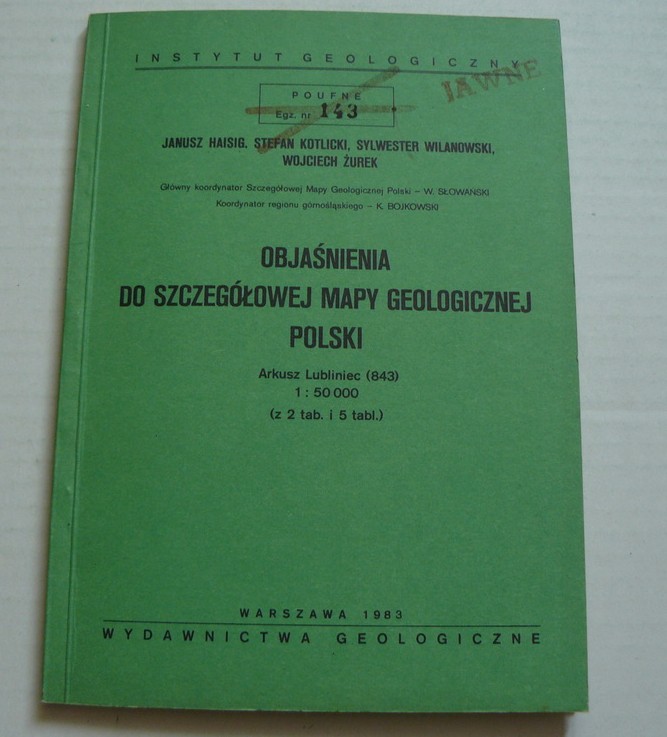 INSTYTUT GEOLOGICZNY
JAWNE
POUFNE
Egz. nr 143
JANUSZ HAISIG, STEFAN KOTLICKI, SYLWESTER WILANOWSKI,
WOJCIECH ŻUREK
Główny koordynator Szczegółowej Mapy Geologicznej Polski – W. SŁOWAŃSKI
Koordynator regionu górnośląskiego – K. BOJKOWSKI
OBJAŚNIENIA
DO SZCZEGÓŁOWEJ MAPY GEOLOGICZNEJ
POLSKI
Arkusz Lubliniec (843)
1 : 50 000
(z 2 tab. i 5 tabl.)
WARSZAWA 1983
WYDAWNICTWA GEOLOGICZNE